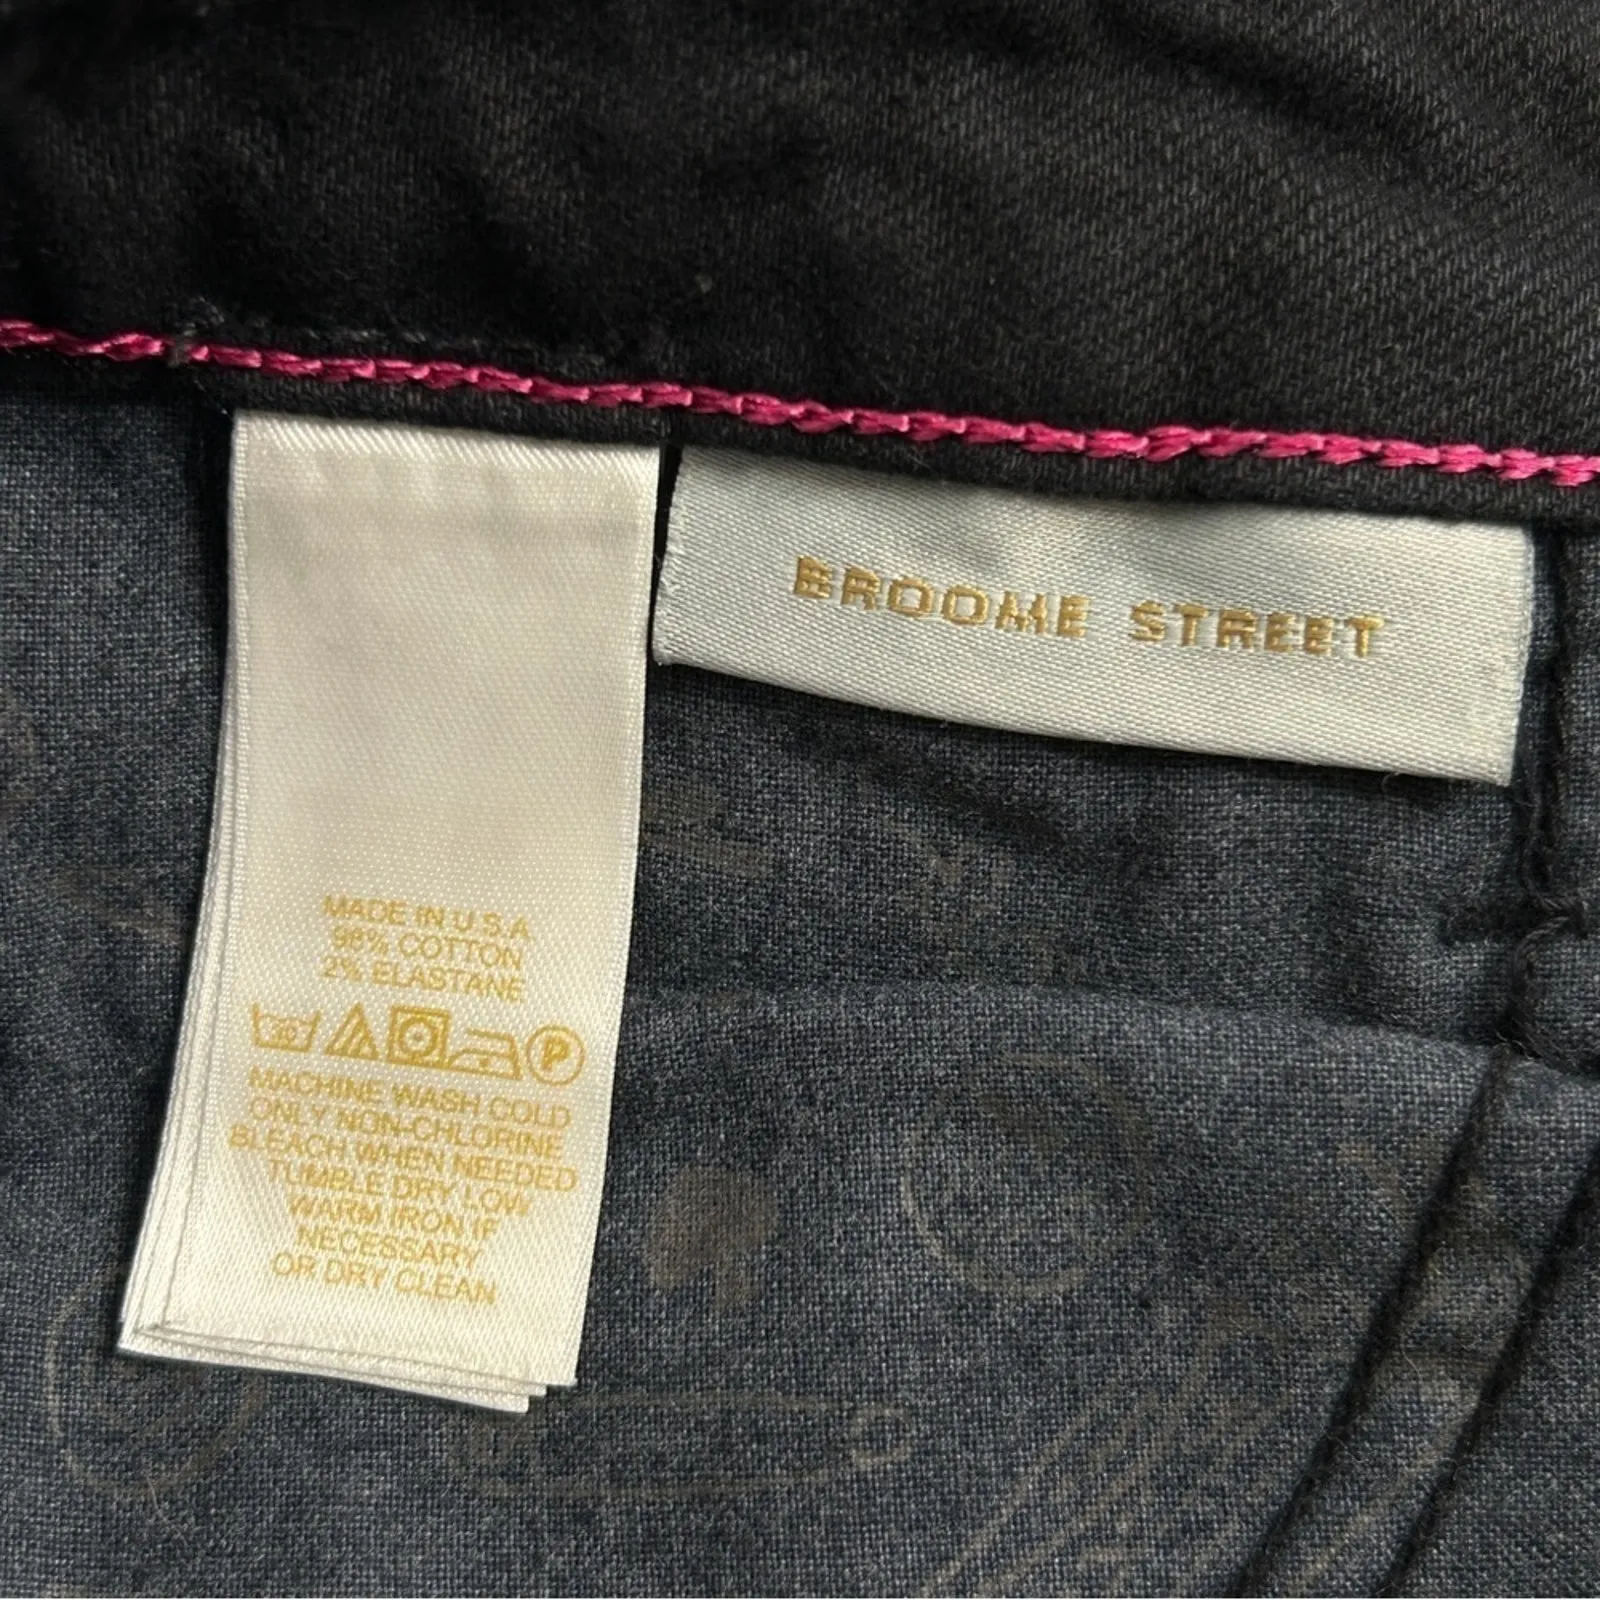 BROOME STREET
MADE IN U.S.A
98% COTTON
2% ELASTANE
30
P
MACHINE WASH COLD
ONLY NON-CHLORINE
BLEACH WHEN NEEDED
TUMBLE DRY LOW
WARM IRON IF
NECESSARY
OR DRY CLEAN